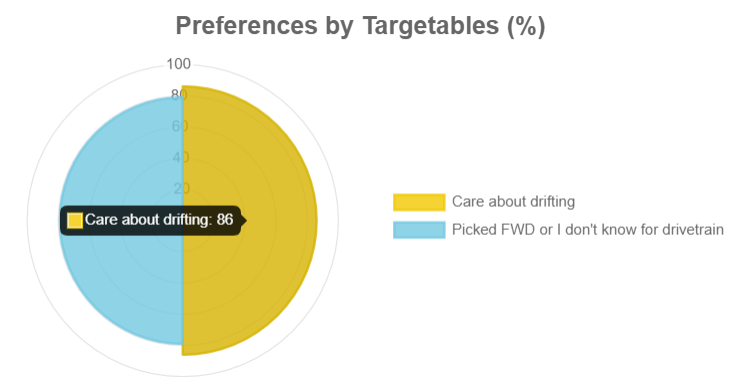 Preferences by Targetables (%)
100
80
60
40
20
Care about drifting: 86
Care about drifting
Picked FWD or I don't know for drivetrain